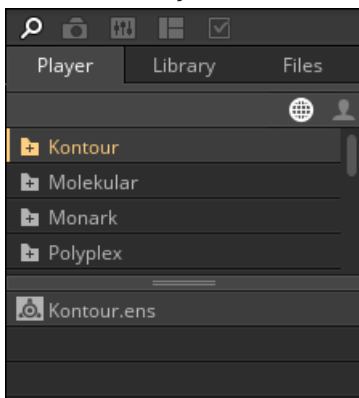 Player Library Files
Kontour
Molekular
Monark
Polyplex
Kontour.ens